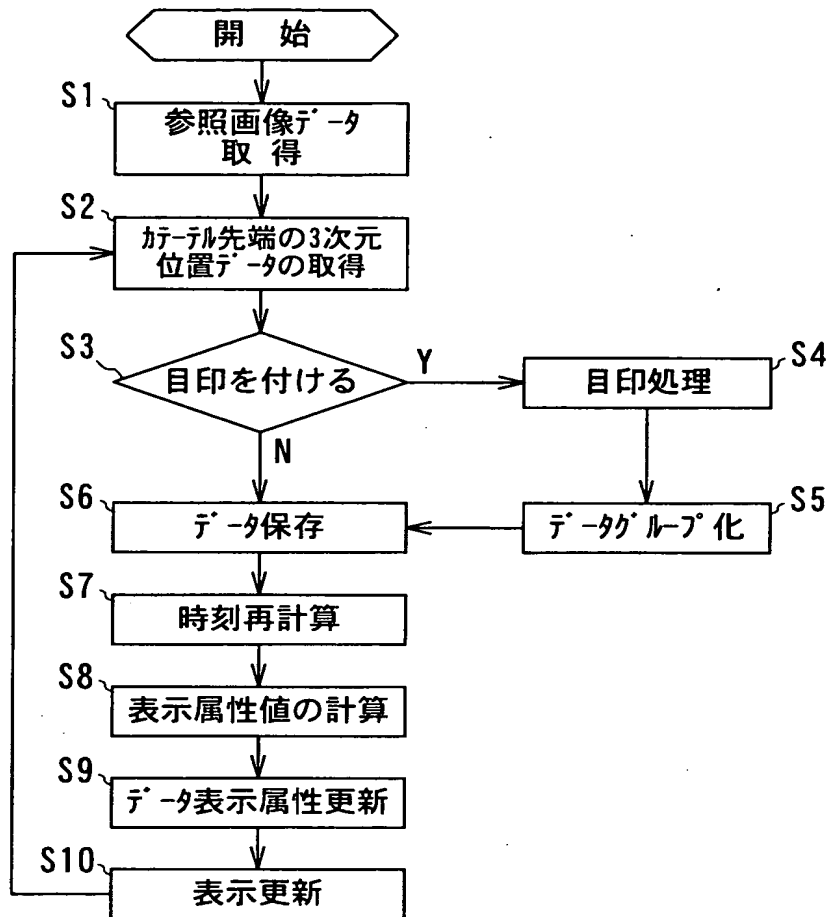 開 始
S1
参照画像ﾃﾞｰﾀ
取 得
S2
ｶﾃｰﾃﾙ先端の3次元
位置ﾃﾞｰﾀの取得
S3
目印を付ける
Y
N
S4
目印処理
S5
ﾃﾞｰﾀｸﾞﾙｰﾌﾟ化
S6
ﾃﾞｰﾀ保存
S7
時刻再計算
S8
表示属性値の計算
S9
ﾃﾞｰﾀ表示属性更新
S10
表示更新